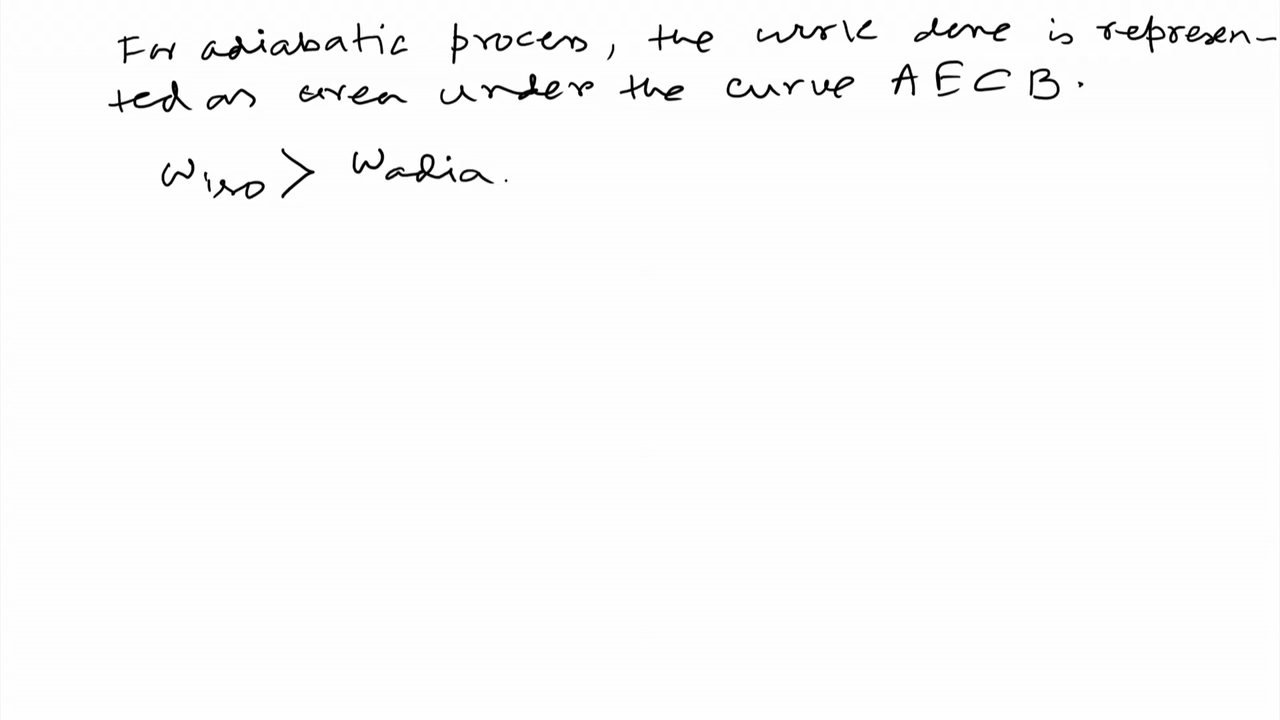 For adiabatic process, the work done is represen-
ted as area under the curve AECB.
Wiso > Wadia.